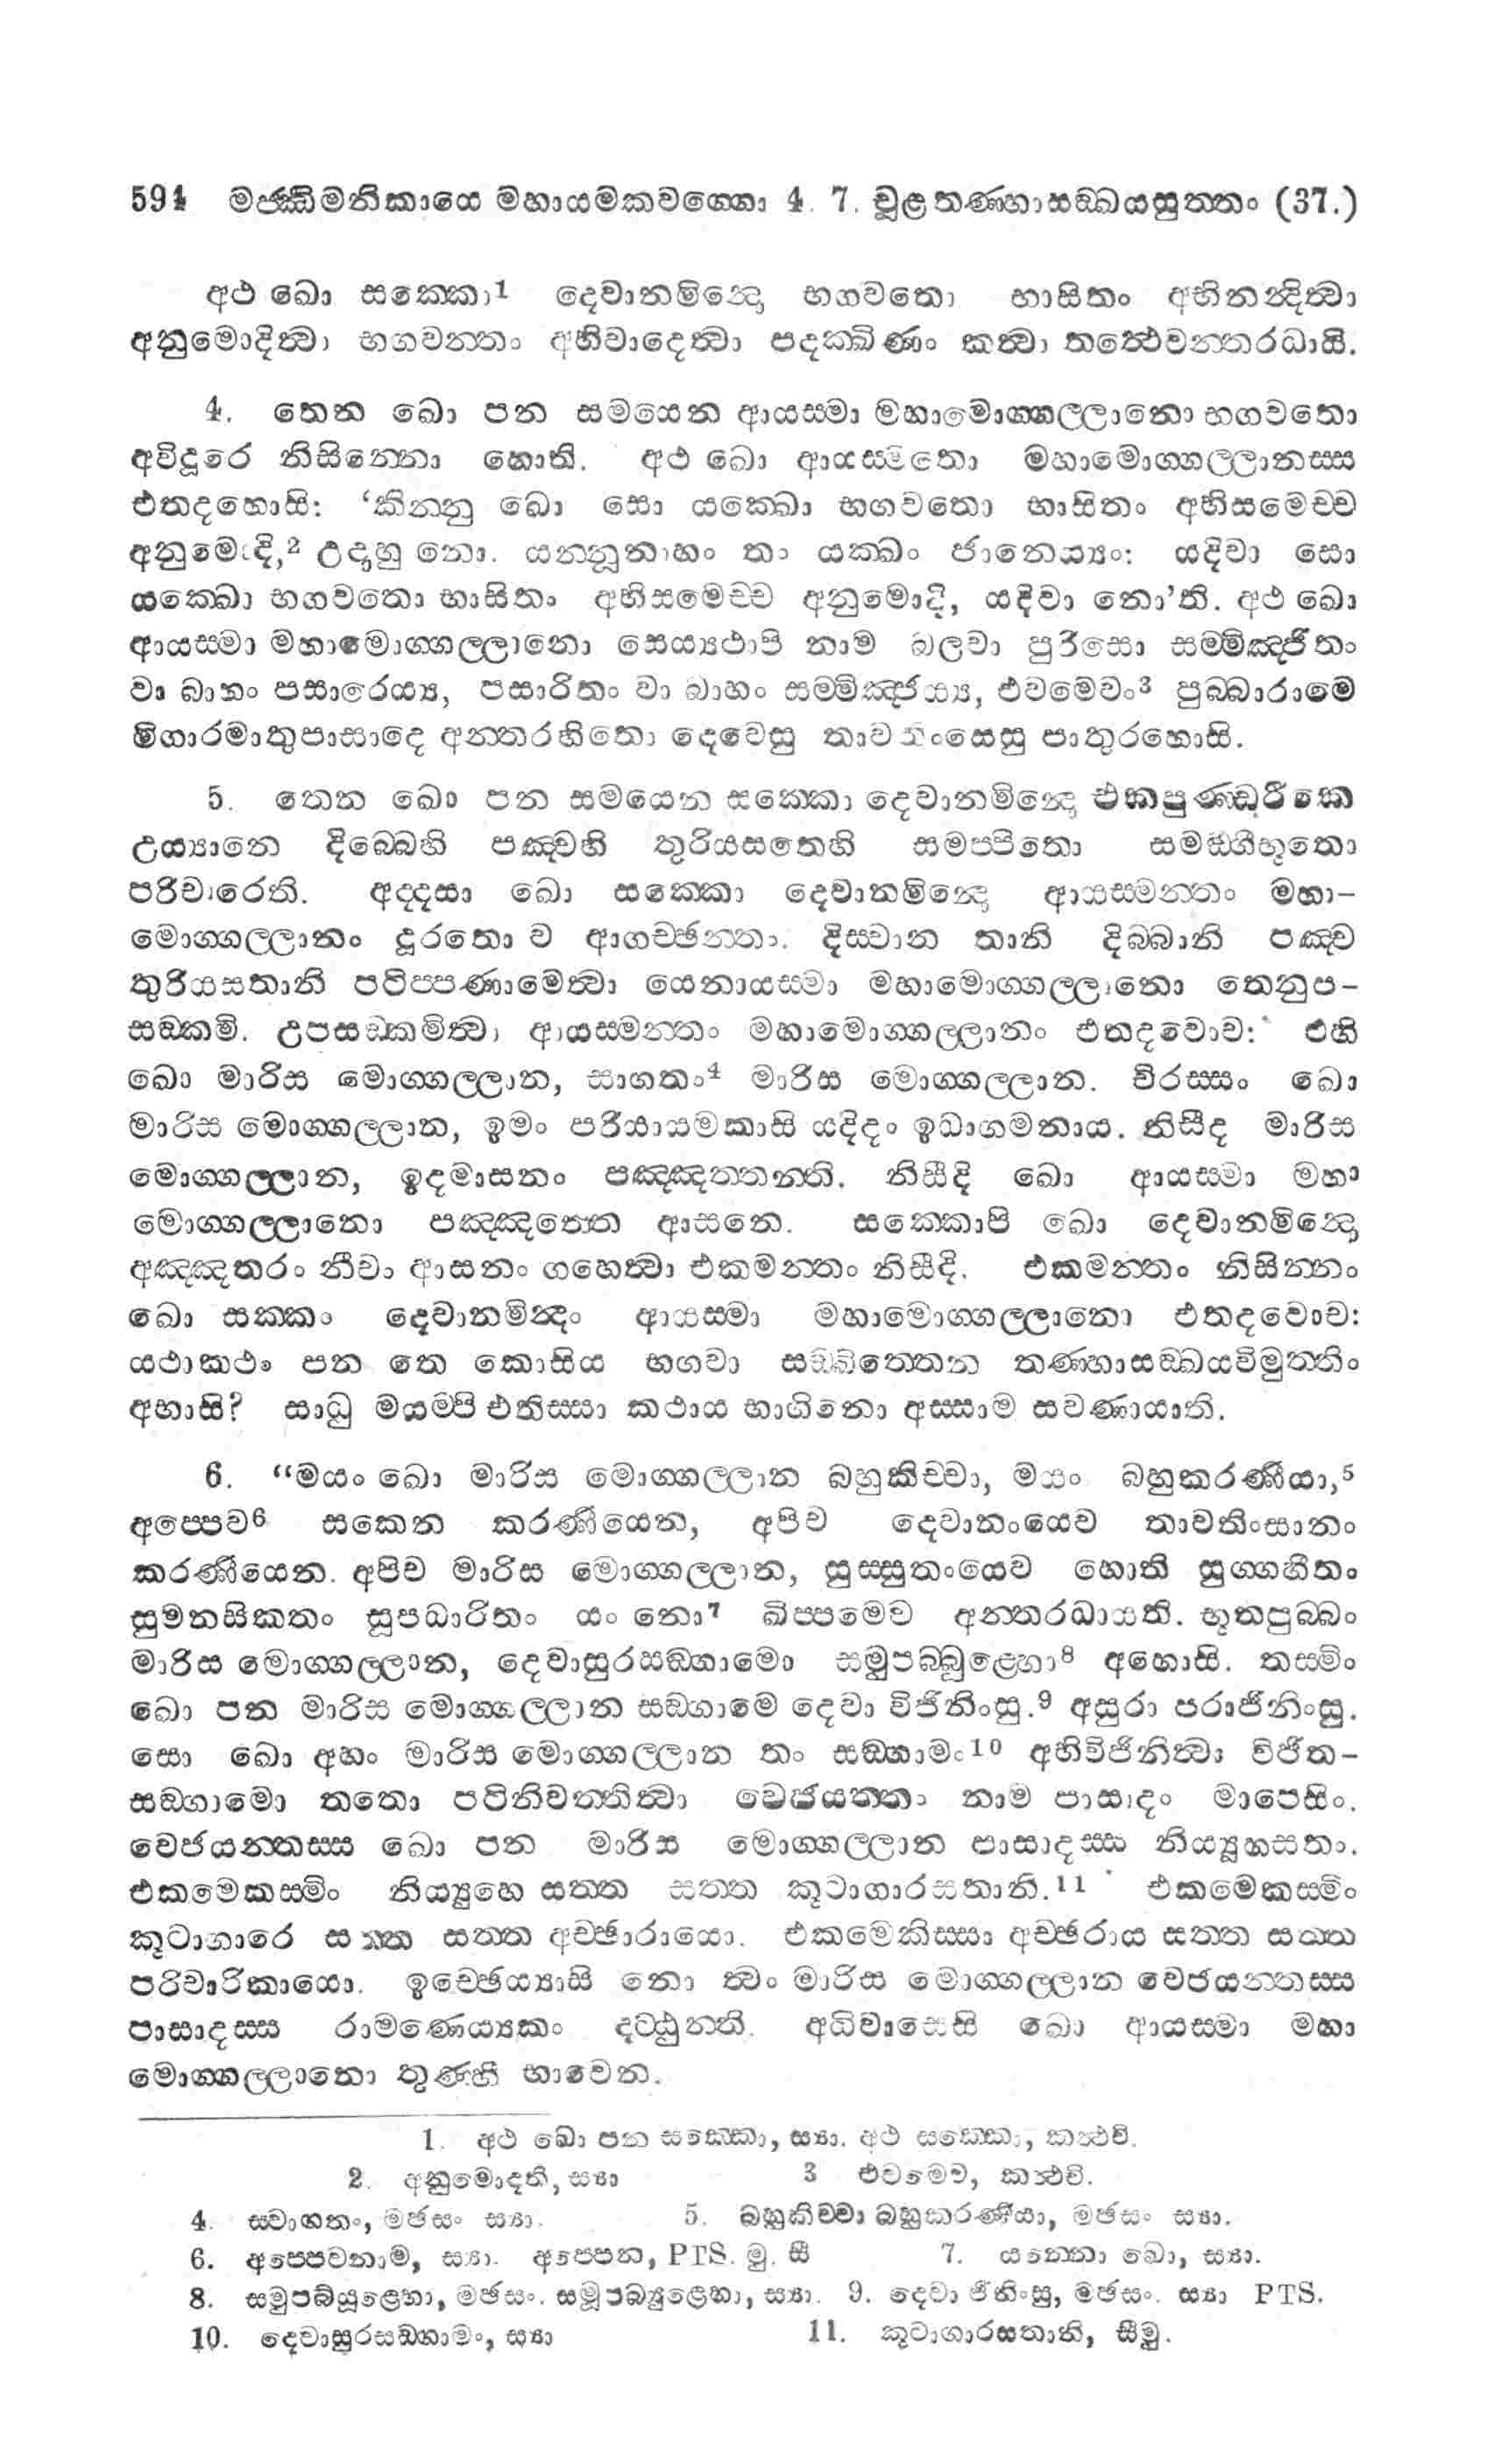 594 මජ්ඣිමනිකායෙ මහායමකවග්ගො 4. 7. චූළතණ්හාසඞ්ඛයසුත්තං (37.)
අථ ඛො සක්කො1 දෙවානමින්දො භගවතො භාසිතං අභිනන්දිත්වා
අනුමොදිත්වා භගවන්තං අභිවාදෙත්වා පදක්ඛිණං කත්වා තත්ථෙවන්තරධායි.
4. තෙන ඛො පන සමයෙන ආයස්මා මහාමොග්ගල්ලානො භගවතො
අවිදූරෙ නිසින්නො හොති. අථ ඛො ආයස්මතො මහාමොග්ගල්ලානස්ස
එතදහොසි: ‘කින්නු ඛො සො යක්ඛො භගවතො භාසිතං අභිසමෙච්ච
අනුමොදි,2 උදාහු නො. යන්නූනාහං තං යක්ඛං ජානෙය්‍යං: යදිවා සො
යක්ඛො භගවතො භාසිතං අභිසමෙච්ච අනුමොදි, යදිවා නො’ති. අථ ඛො
ආයස්මා මහාමොග්ගල්ලානො සෙය්‍යථාපි නාම බලවා පුරිසො සම්මිඤ්ජිතං
වා බාහං පසාරෙය්‍ය, පසාරිතං වා බාහං සම්මිඤ්ජය්‍ය, එවමෙවං3 පුබ්බාරාමෙ
මිගාරමාතුපාසාදෙ අන්තරහිතො දෙවෙසු තාවතිංසෙසු පාතුරහොසි.
5. තෙන ඛො පන සමයෙන සක්කො දෙවානමින්දො එකපුණ්ඩරීකෙ
උය්‍යානෙ දිබ්බෙහි පඤ්චහි තුරියසතෙහි සමප්පිතො සමඞ්ගීභූතො
පරිචාරෙති. අද්දසා ඛො සක්කො දෙවානමින්දො ආයස්මන්තං මහා-
මොග්ගල්ලානං දූරතො ව ආගච්ඡන්තං. දිස්වාන තානි දිබ්බානි පඤ්ච
තුරියසතානි පටිප්පණාමෙත්වා යෙනායස්මා මහාමොග්ගල්ලානො තෙනුප-
සඞ්කමි. උපසඞ්කමිත්වා ආයස්මන්තං මහාමොග්ගල්ලානං එතදවොච: එහි
ඛො මාරිස මොග්ගල්ලාන, සාගතං4 මාරිස මොග්ගල්ලාන. චිරස්සං ඛො
මාරිස මොග්ගල්ලාන, ඉමං පරියායමකාසි යදිදං ඉධාගමනාය. නිසීද මාරිස
මොග්ගල්ලාන, ඉදමාසනං පඤ්ඤත්තන්ති. නිසීදි ඛො ආයස්මා මහා
මොග්ගල්ලානො පඤ්ඤත්තෙ ආසනෙ. සක්කොපි ඛො දෙවානමින්දො
අඤ්ඤතරං නීචං ආසනං ගහෙත්වා එකමන්තං නිසීදි. එකමන්තං නිසින්නං
ඛො සක්කං දෙවානමින්දං ආයස්මා මහාමොග්ගල්ලානො එතදවොච:
යථාකථං පන තෙ කොසිය භගවා සඞ්ඛිත්තෙන තණ්හාසඞ්ඛයවිමුත්තිං
අභාසි? සාධු මයම්පි එතිස්සා කථාය භාගිනො අස්සාම සවණායාති.
6. “මයං ඛො මාරිස මොග්ගල්ලාන බහුකිච්චා, මයං බහුකරණීයා,5
අප්පෙව6 සකෙන කරණීයෙන, අපිච දෙවානංයෙව තාවතිංසානං
කරණීයෙන. අපිච මාරිස මොග්ගල්ලාන, සුස්සුතංයෙව හොති සුග්ගහීතං
සුමනසිකතං සූපධාරිතං යං නො7 ඛිප්පමෙව අන්තරධායති. භූතපුබ්බං
මාරිස මොග්ගල්ලාන, දෙවාසුරසඞ්ගාමො සමුපබ්බූළ්හො8 අහොසි. තස්මිං
ඛො පන මාරිස මොග්ගල්ලාන සඞ්ගාමෙ දෙවා විජිනිංසු.9 අසුරා පරාජිනිංසු.
සො ඛො අහං මාරිස මොග්ගල්ලාන තං සඞ්ගාමං10 අභිවිජිනිත්වා විජිත-
සඞ්ගාමො තතො පටිනිවත්තිත්වා වෙජයන්තං නාම පාසාදං මාපෙසිං.
වෙජයන්තස්ස ඛො පන මාරිස මොග්ගල්ලාන පාසාදස්ස නිය්‍යූහසතං.
එකමෙකස්මිං නිය්‍යූහෙ සත්ත සත්ත කූටාගාරසතානි.11 එකමෙකස්මිං
කූටාගාරෙ සත්ත සත්ත අච්ඡාරායො. එකමෙකිස්සා අච්ඡරාය සත්ත සත්ත
පරිචාරිකායො. ඉච්ඡෙය්‍යාසි නො ත්වං මාරිස මොග්ගල්ලාන වෙජයන්තස්ස
පාසාදස්ස රාමණෙය්‍යකං දට්ඨුන්ති. අධිවාසෙසි ඛො ආයස්මා මහා
මොග්ගල්ලානො තුණ්හී භාවෙන.
1. අථ ඛො පන සක්කො, ස්‍යා. අථ සක්කො, කත්ථචි.
2. අනුමොදති, ස්‍යා 3 එවමෙව, කත්ථචි.
4. ස්වාගතං, මඡසං ස්‍යා. 5. බහුකිච්චා බහුකරණීයා, මඡසං ස්‍යා.
6. අප්පෙවනාම, ස්‍යා. අප්පෙන, PTS. මු. සී 7. යන්නො ඛො, ස්‍යා.
8. සමුපබ්යූළ්හො, මඡසං. සමූපබ්‍යුළ්හො, ස්‍යා. 9. දෙවා ජිනිංසු, මඡසං. ස්‍යා PTS.
10. දෙවාසුරසඞ්ගාමං, ස්‍යා 11. කූටාගාරසතානි, සීමු.